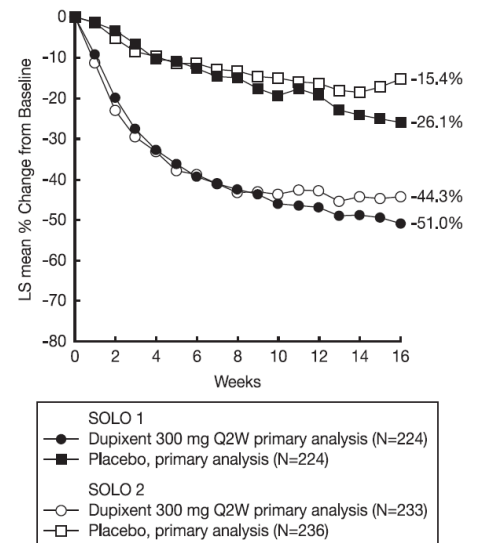 LS mean % Change from Baseline
0
-10
-20
-30
-40
-50
-60
-70
-80
-15.4%
-26.1%
-44.3%
-51.0%
0 2 4 6 8 10 12 14 16
Weeks
SOLO 1
Dupixent 300 mg Q2W primary analysis (N=224)
Placebo, primary analysis (N=224)
SOLO 2
Dupixent 300 mg Q2W primary analysis (N=233)
Placebo, primary analysis (N=236)